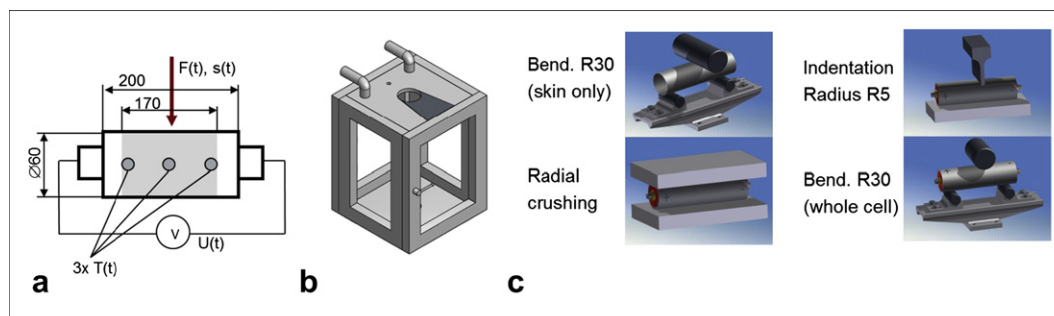 F(t), s(t)
200
170
Ø60
V
U(t)
3x T(t)
a
b
c
Bend. R30
(skin only)
Indentation
Radius R5
Radial
crushing
Bend. R30
(whole cell)